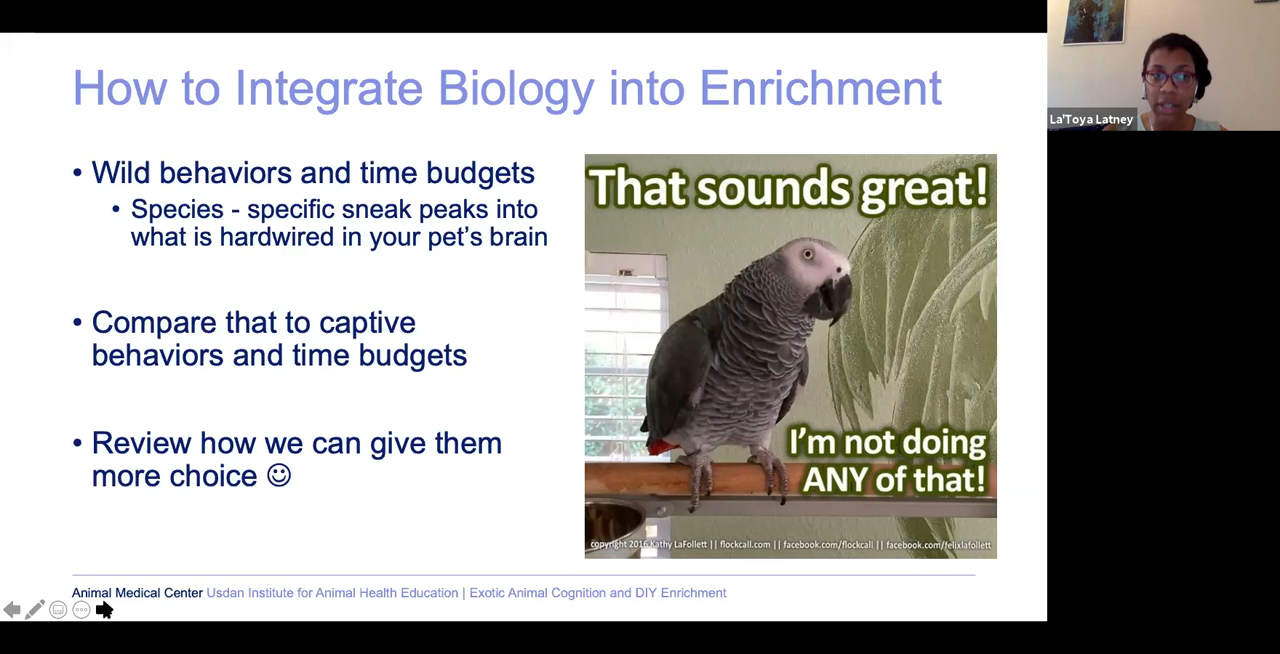 How to Integrate Biology into Enrichment
• Wild behaviors and time budgets
• Species - specific sneak peaks into
what is hardwired in your pet's brain
• Compare that to captive
behaviors and time budgets
• Review how we can give them
more choice ☺
That sounds great!
I'm not doing
ANY of that!
copyright 2016 Kathy LaFollett || flockcall.com || facebook.com/flockcall || facebook.com/felixlafollett
Animal Medical Center Usdan Institute for Animal Health Education | Exotic Animal Cognition and DIY Enrichment
La'Toya Latney